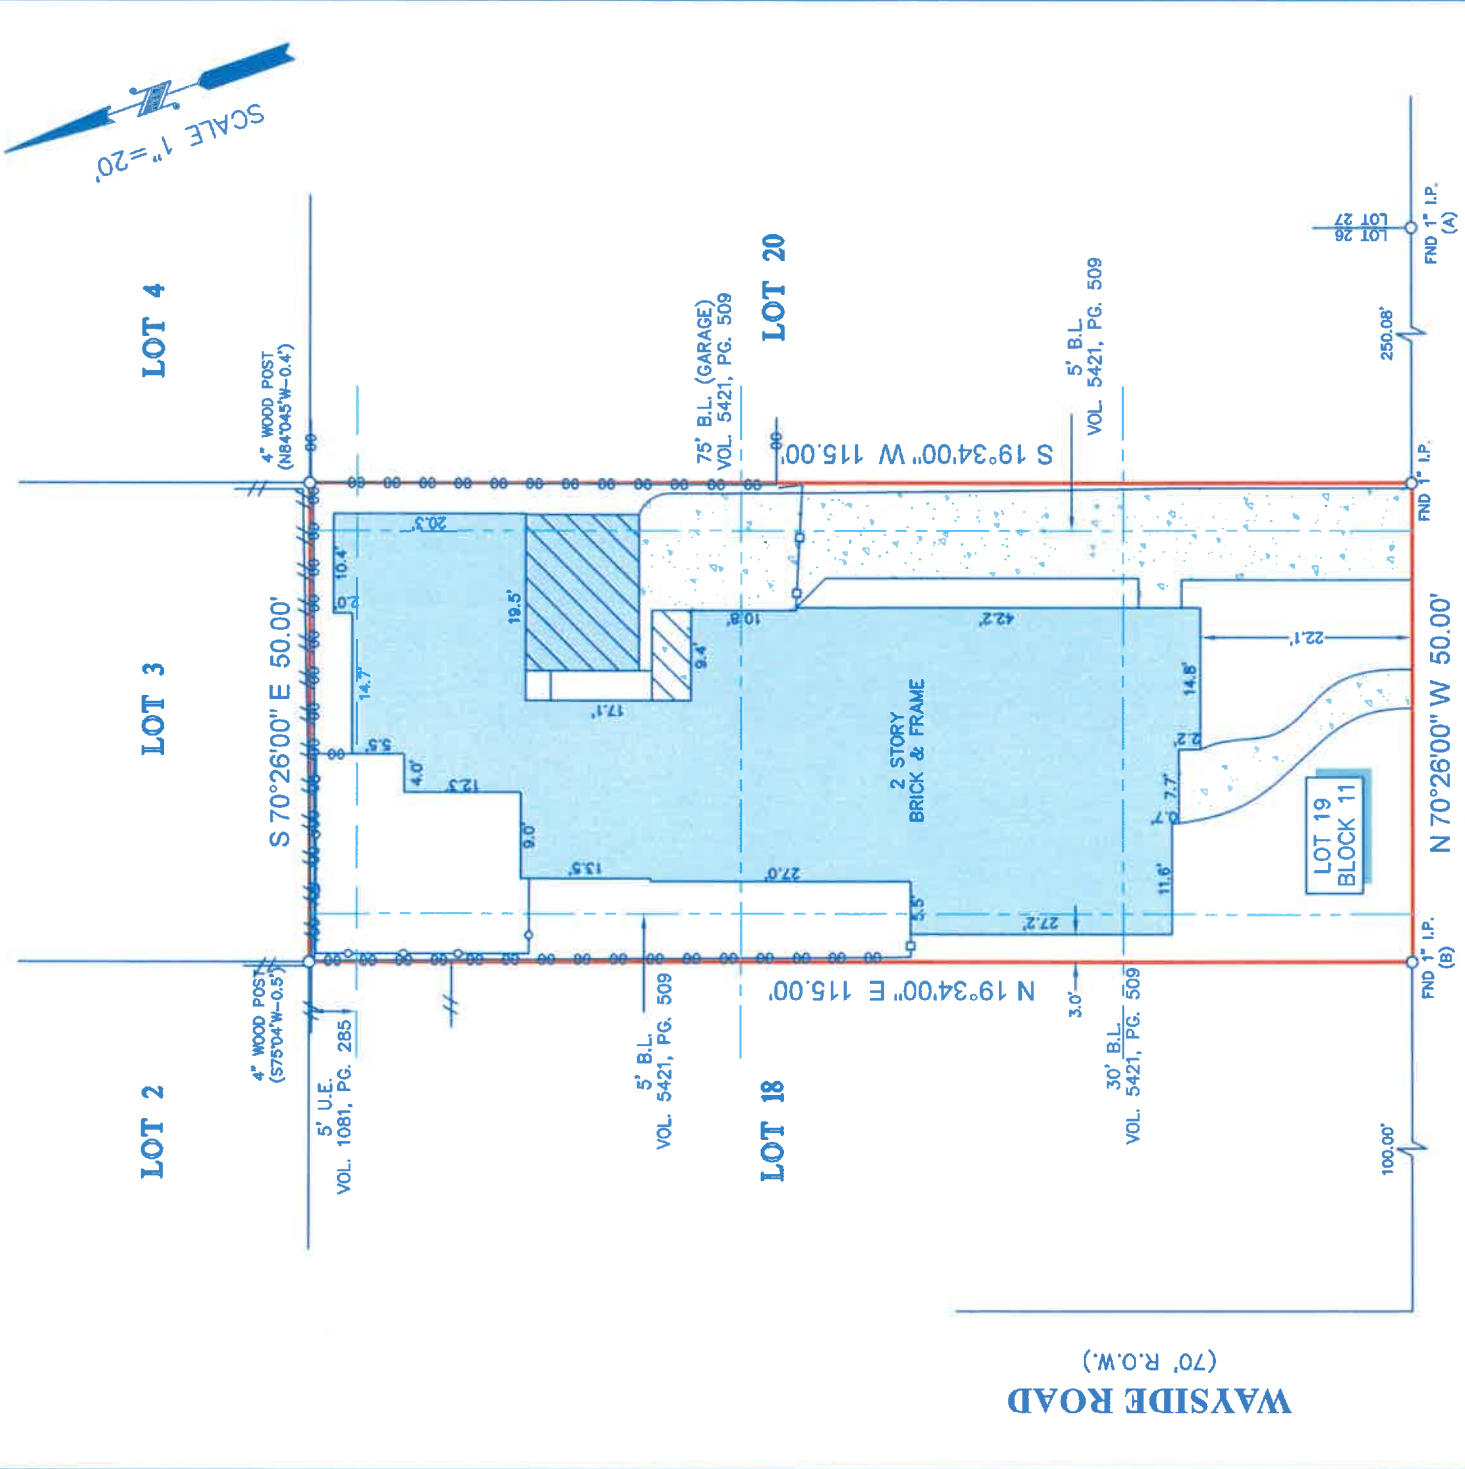 SCALE 1"=20'
LOT 4
LOT 3
LOT 2
4" WOOD POST
(N84°045'W-0.4')
S 70°26'00" E 50.00'
4" WOOD POST
(S75°04'W-0.5')
5' U.E.
VOL. 1081, PG. 285
75' B.L. (GARAGE)
VOL. 5421, PG. 509
LOT 20
S 19°34'00" W 115.00'
5' B.L.
VOL. 5421, PG. 509
LOT 26
LOT 27
FND 1" I.P.
(A)
250.08'
FND 1" I.P.
20.3'
10.4'
2.0'
14.7'
5.5'
4.0'
12.3'
9.0'
19.5'
17.1'
9.4'
10.8'
42.2'
13.5'
27.0'
5.5'
27.2'
2 STORY
BRICK & FRAME
14.8'
2.2'
7.7'
0.7'
11.6'
22.1'
LOT 19
BLOCK 11
N 70°26'00" W 50.00'
N 19°34'00" E 115.00'
3.0'
5' B.L.
VOL. 5421, PG. 509
LOT 18
30' B.L.
VOL. 5421, PG. 509
FND 1" I.P.
(B)
100.00'
WAYSIDE ROAD
(70' R.O.W.)